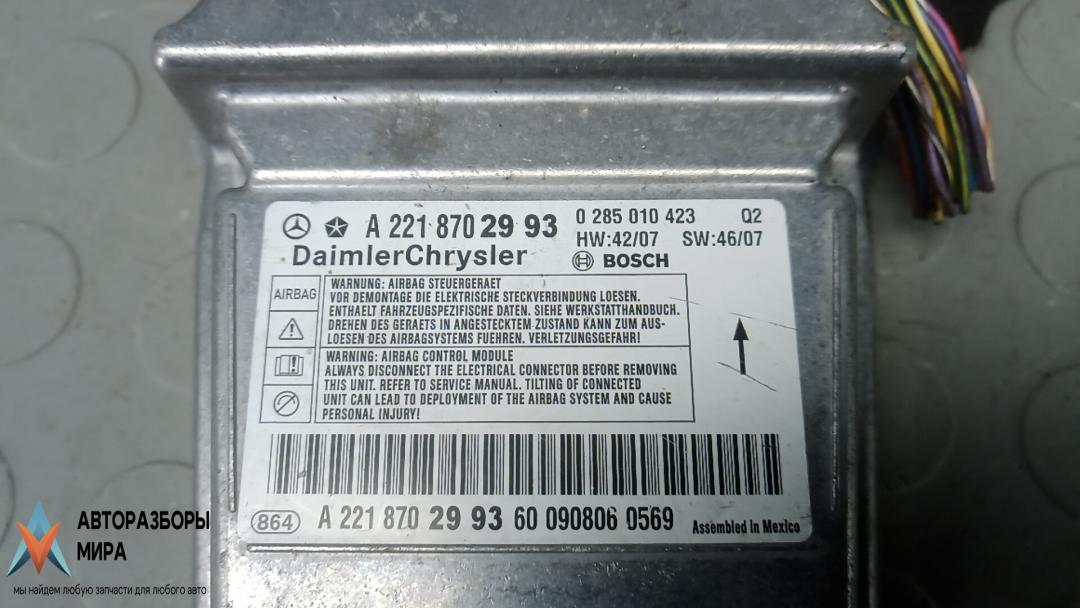 A 221 870 29 93
0 285 010 423 Q2
HW:42/07 SW:46/07
DaimlerChrysler
BOSCH
AIRBAG
WARNUNG: AIRBAG STEUERGERAET
VOR DEMONTAGE DIE ELEKTRISCHE STECKVERBINDUNG LOESEN.
ENTHAELT FAHRZEUGSPEZIFISCHE DATEN. SIEHE WERKSTATTHANDBUCH.
DREHEN DES GERAETS IN ANGESTECKTEM ZUSTAND KANN ZUM AUS-
LOESEN DES AIRBAGSYSTEMS FUEHREN. VERLETZUNGSGEFAHR!
WARNING: AIRBAG CONTROL MODULE
ALWAYS DISCONNECT THE ELECTRICAL CONNECTOR BEFORE REMOVING
THIS UNIT. REFER TO SERVICE MANUAL. TILTING OF CONNECTED
UNIT CAN LEAD TO DEPLOYMENT OF THE AIRBAG SYSTEM AND CAUSE
PERSONAL INJURY!
864 A 221 870 29 93 60 090806 0569 Assembled in Mexico
АВТОРАЗБОРЫ
МИРА
мы найдем любую запчасти для любого авто